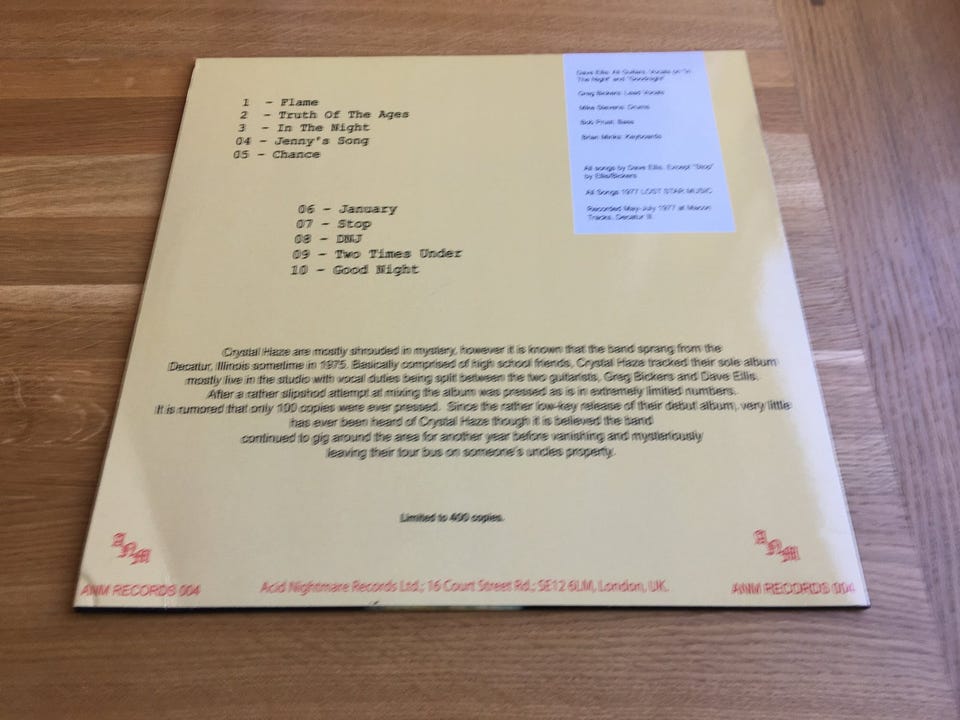 1 - Flame
2 - Truth Of The Ages
3 - In The Night
04 - Jenny's Song
05 - Chance
06 - January
07 - Stop
08 - DMJ
09 - Two Times Under
10 - Good Night
Dave Ellis: All Guitars, Vocals on "In
The Night" and "Goodnight"
Greg Bickers: Lead Vocals
Mike Stevens: Drums
Bob Pruitt: Bass
Brian Minks: Keyboards
All songs by Dave Ellis. Except "Stop"
by Ellis/Bickers
All Songs 1977 LOST STAR MUSIC
Recorded May-July 1977 at Macon
Tracks, Decatur Ill.
Crystal Haze are mostly shrouded in mystery, however it is known that the band sprang from the
Decatur, Illinois sometime in 1975. Basically comprised of high school friends, Crystal Haze tracked their sole album
mostly live in the studio with vocal duties being split between the two guitarists, Greg Bickers and Dave Ellis.
After a rather slipshod attempt at mixing the album was pressed as is in extremely limited numbers.
It is rumored that only 100 copies were ever pressed. Since the rather low-key release of their debut album, very little
has ever been heard of Crystal Haze though it is believed the band
continued to gig around the area for another year before vanishing and mysteriously
leaving their tour bus on someone's uncles property.
Limited to 400 copies.
ANM
ANM
ANM RECORDS 004
Acid Nightmare Records Ltd.; 16 Court Street Rd.; SE12 6LM, London, UK.
ANM RECORDS 004